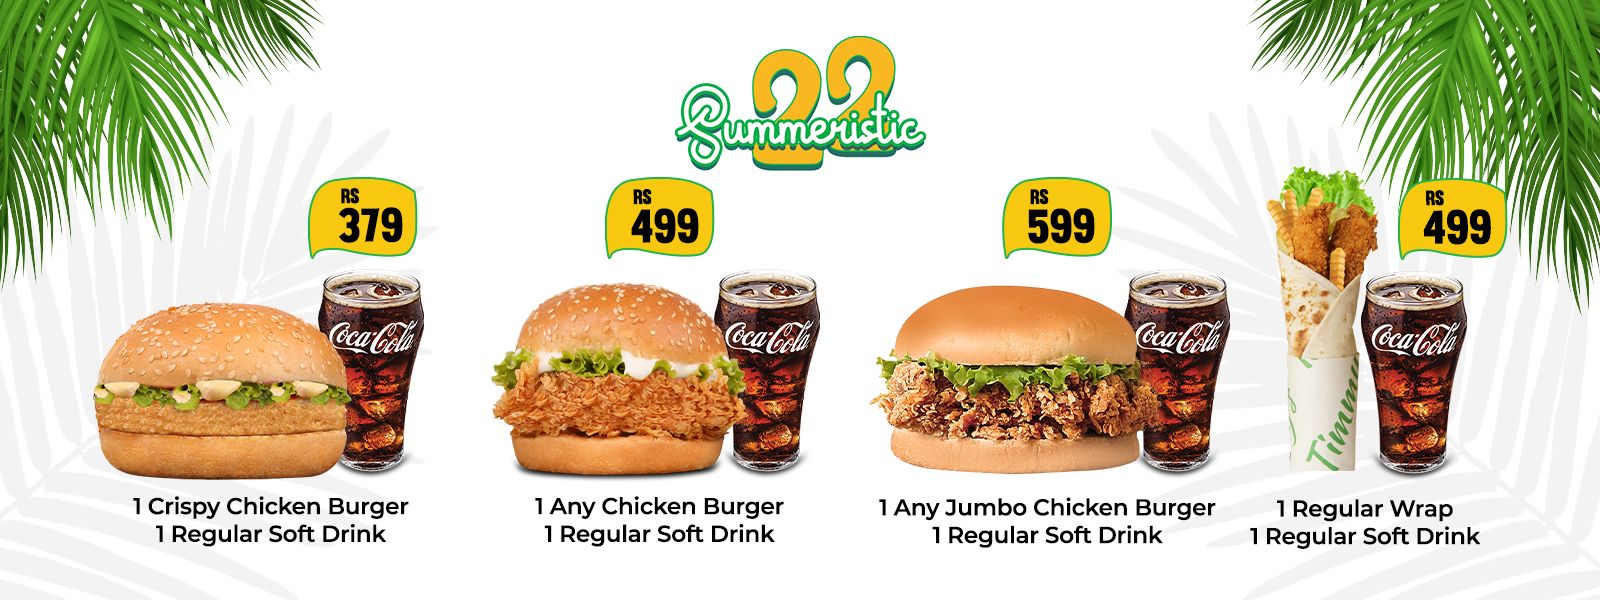 22
Summeristic
RS
379
RS
499
RS
599
RS
499
Coca-Cola
Coca-Cola
Coca-Cola
Coca-Cola
Timmy
1 Crispy Chicken Burger
1 Regular Soft Drink
1 Any Chicken Burger
1 Regular Soft Drink
1 Any Jumbo Chicken Burger
1 Regular Soft Drink
1 Regular Wrap
1 Regular Soft Drink